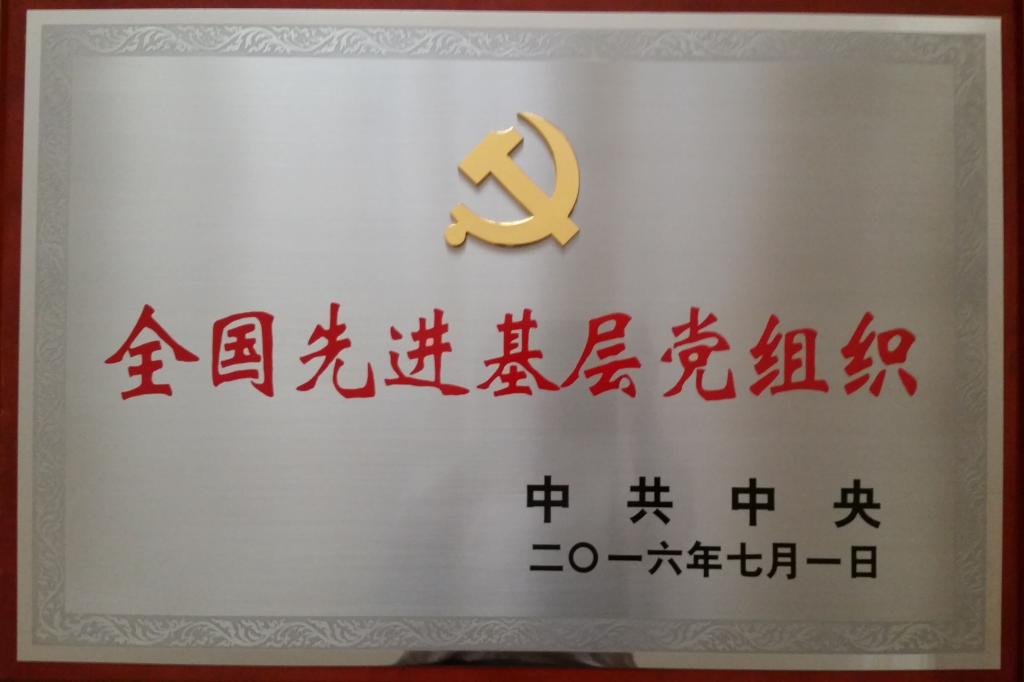 全国先进基层党组织
中共中央
二〇一六年七月一日